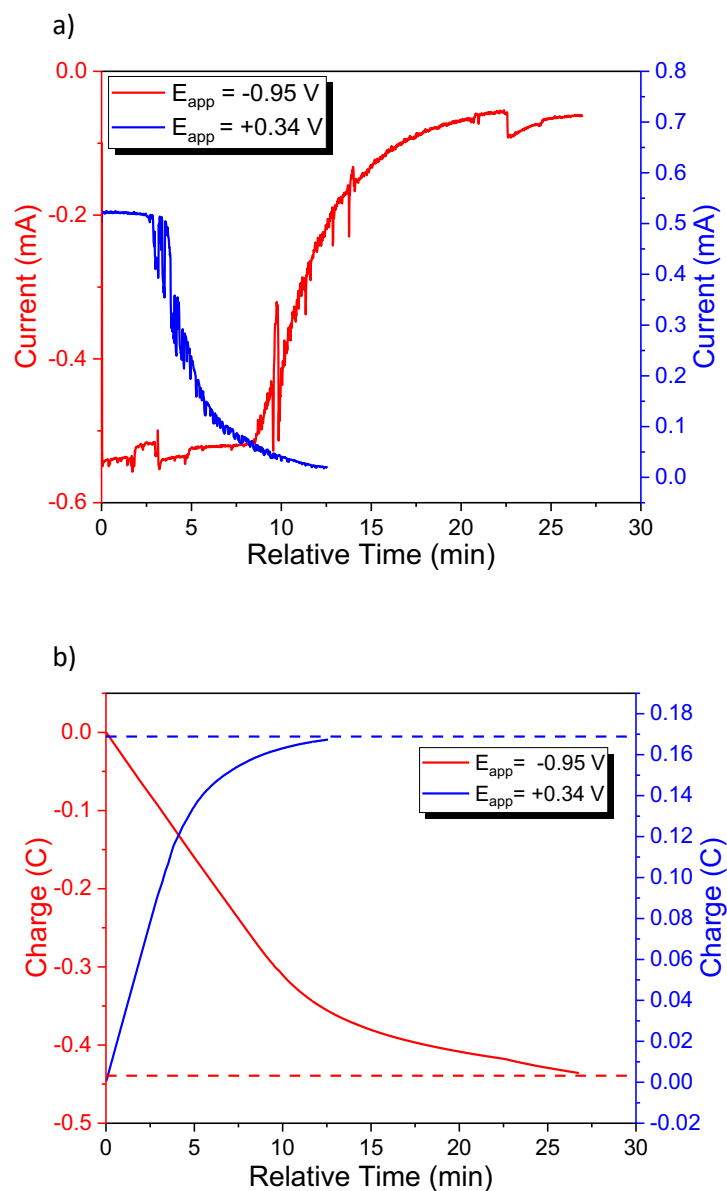 a)
0.0
-0.2
-0.4
-0.6
Current (mA)
E_app = -0.95 V
E_app = +0.34 V
0.8
0.7
0.6
0.5
0.4
0.3
0.2
0.1
0.0
Current (mA)
0 5 10 15 20 25 30
Relative Time (min)
b)
0.0
-0.1
-0.2
-0.3
-0.4
-0.5
Charge (C)
E_app= -0.95 V
E_app= +0.34 V
0.18
0.16
0.14
0.12
0.10
0.08
0.06
0.04
0.02
0.00
-0.02
Charge (C)
0 5 10 15 20 25 30
Relative Time (min)